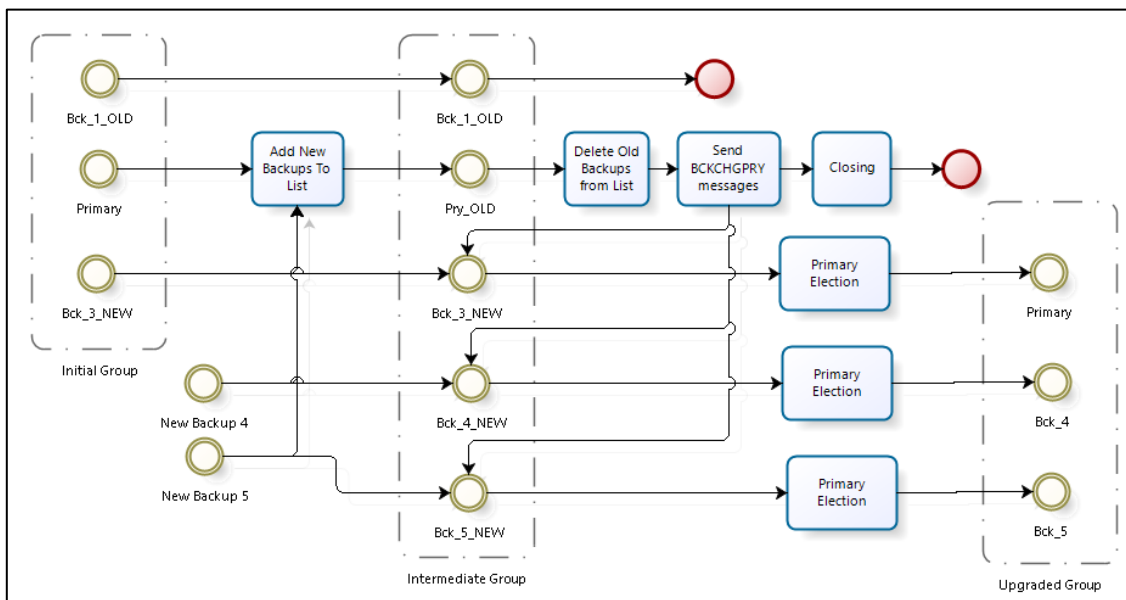 Bck_1_OLD
Bck_1_OLD
Add New
Backups To
List
Delete Old
Backups
from List
Send
BCKCHGPRY
messages
Closing
Primary
Pry_OLD
Primary
Election
Bck_3_NEW
Bck_3_NEW
Primary
Initial Group
Primary
Election
New Backup 4
Bck_4_NEW
Bck_4
Primary
Election
New Backup 5
Bck_5_NEW
Bck_5
Intermediate Group
Upgraded Group